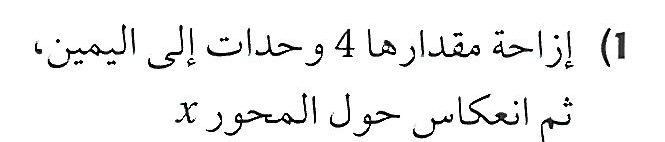 1) إزاحة مقدارها 4 وحدات إلى اليمين،
ثم انعكاس حول المحور x